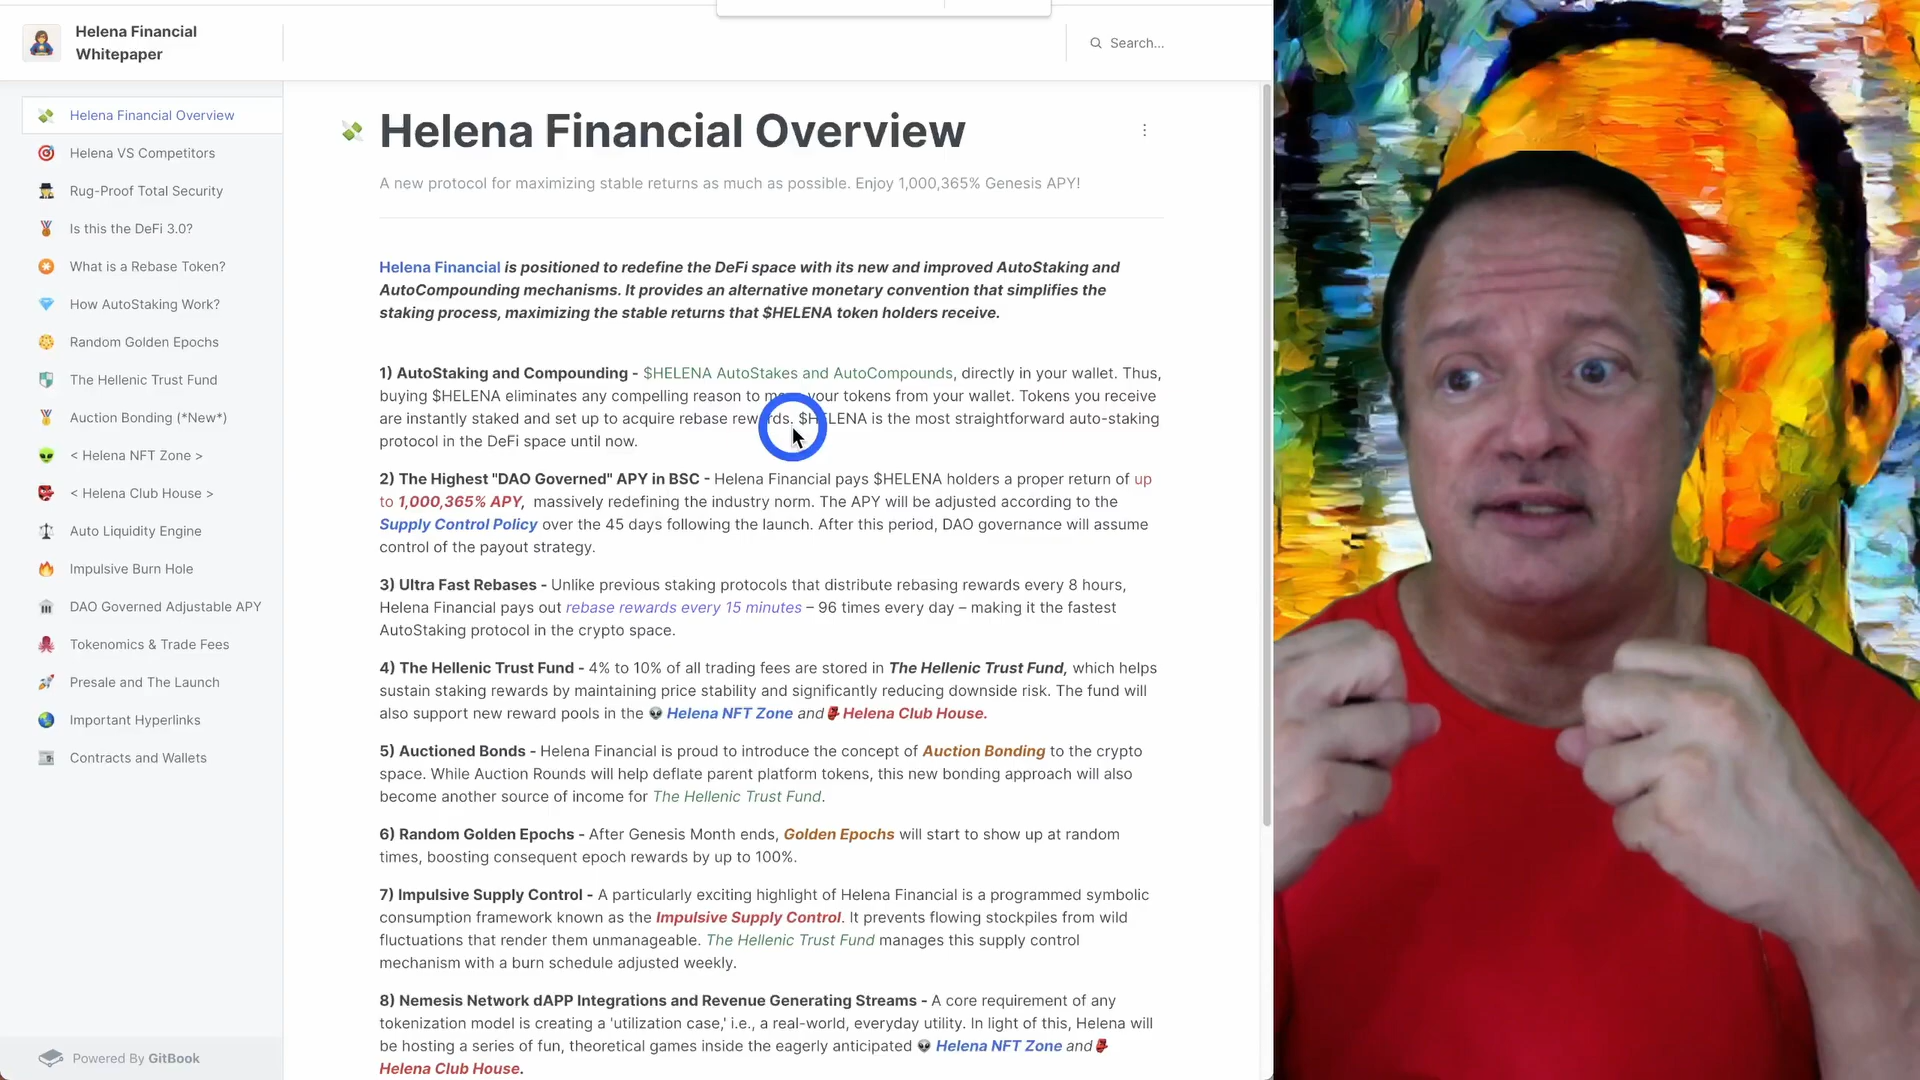 Helena Financial
Whitepaper
Search...
Helena Financial Overview
Helena VS Competitors
Rug-Proof Total Security
Is this the DeFi 3.0?
What is a Rebase Token?
How AutoStaking Work?
Random Golden Epochs
The Hellenic Trust Fund
Auction Bonding (*New*)
< Helena NFT Zone >
< Helena Club House >
Auto Liquidity Engine
Impulsive Burn Hole
DAO Governed Adjustable APY
Tokenomics & Trade Fees
Presale and The Launch
Important Hyperlinks
Contracts and Wallets
Powered By GitBook
Helena Financial Overview
A new protocol for maximizing stable returns as much as possible. Enjoy 1,000,365% Genesis APY!
Helena Financial is positioned to redefine the DeFi space with its new and improved AutoStaking and
AutoCompounding mechanisms. It provides an alternative monetary convention that simplifies the
staking process, maximizing the stable returns that $HELENA token holders receive.
1) AutoStaking and Compounding - $HELENA AutoStakes and AutoCompounds, directly in your wallet. Thus,
buying $HELENA eliminates any compelling reason to move your tokens from your wallet. Tokens you receive
are instantly staked and set up to acquire rebase rewards. $HELENA is the most straightforward auto-staking
protocol in the DeFi space until now.
2) The Highest "DAO Governed" APY in BSC - Helena Financial pays $HELENA holders a proper return of up
to 1,000,365% APY, massively redefining the industry norm. The APY will be adjusted according to the
Supply Control Policy over the 45 days following the launch. After this period, DAO governance will assume
control of the payout strategy.
3) Ultra Fast Rebases - Unlike previous staking protocols that distribute rebasing rewards every 8 hours,
Helena Financial pays out rebase rewards every 15 minutes – 96 times every day – making it the fastest
AutoStaking protocol in the crypto space.
4) The Hellenic Trust Fund - 4% to 10% of all trading fees are stored in The Hellenic Trust Fund, which helps
sustain staking rewards by maintaining price stability and significantly reducing downside risk. The fund will
also support new reward pools in the 👽 Helena NFT Zone and 👺 Helena Club House.
5) Auctioned Bonds - Helena Financial is proud to introduce the concept of Auction Bonding to the crypto
space. While Auction Rounds will help deflate parent platform tokens, this new bonding approach will also
become another source of income for The Hellenic Trust Fund.
6) Random Golden Epochs - After Genesis Month ends, Golden Epochs will start to show up at random
times, boosting consequent epoch rewards by up to 100%.
7) Impulsive Supply Control - A particularly exciting highlight of Helena Financial is a programmed symbolic
consumption framework known as the Impulsive Supply Control. It prevents flowing stockpiles from wild
fluctuations that render them unmanageable. The Hellenic Trust Fund manages this supply control
mechanism with a burn schedule adjusted weekly.
8) Nemesis Network dAPP Integrations and Revenue Generating Streams - A core requirement of any
tokenization model is creating a 'utilization case,' i.e., a real-world, everyday utility. In light of this, Helena will
be hosting a series of fun, theoretical games inside the eagerly anticipated 👽 Helena NFT Zone and 👺
Helena Club House.